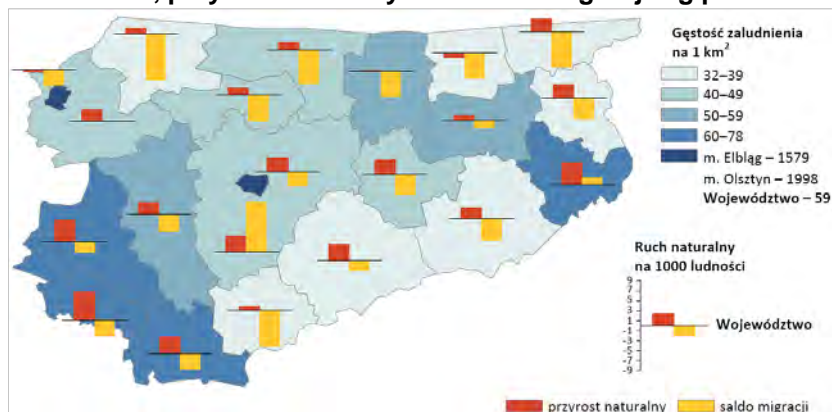 Gęstość zaludnienia
na 1 km²
32–39
40–49
50–59
60–78
m. Elbląg – 1579
m. Olsztyn – 1998
Województwo – 59
Ruch naturalny
na 1000 ludności
9
7
5
3
1
-1
-3
-5
-7
-9
Województwo
przyrost naturalny
saldo migracji